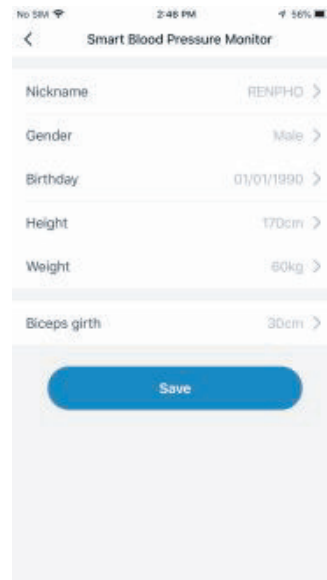 No SIM 2:46 PM 56%
Smart Blood Pressure Monitor
Nickname RENPHO
Gender Male
Birthday 01/01/1990
Height 170cm
Weight 60kg
Biceps girth 30cm
Save